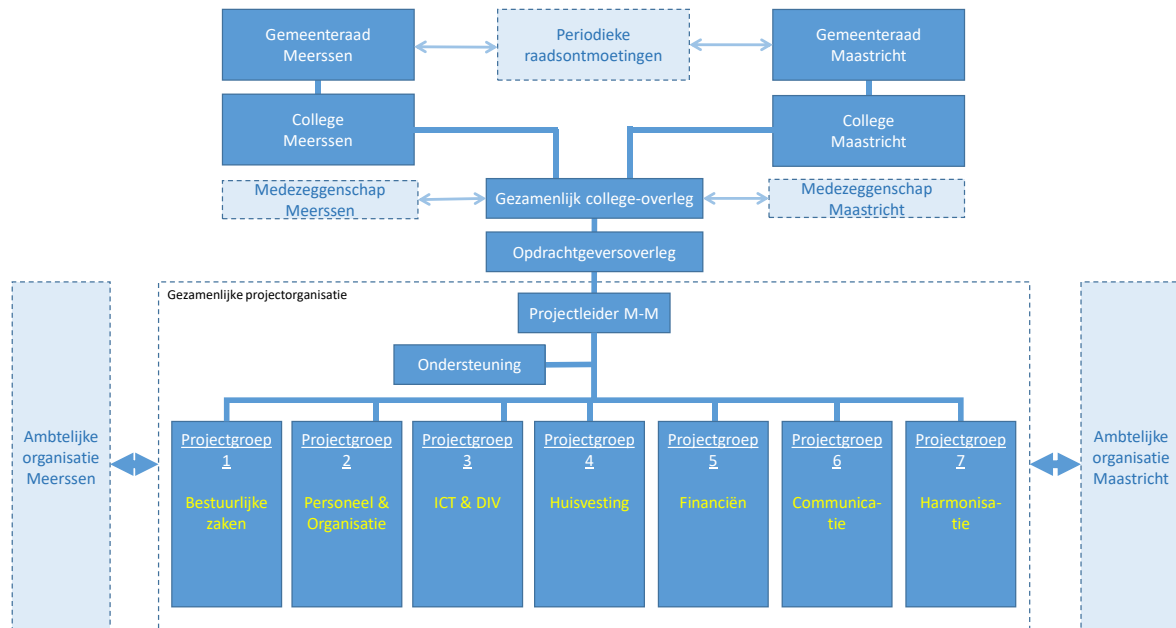 Gemeenteraad
Meerssen
Periodieke
raadsontmoetingen
Gemeenteraad
Maastricht
College
Meerssen
College
Maastricht
Medezeggenschap
Meerssen
Gezamenlijk college-overleg
Medezeggenschap
Maastricht
Opdrachtgeversoverleg
Gezamenlijke projectorganisatie
Projectleider M-M
Ondersteuning
Ambtelijke
organisatie
Meerssen
Projectgroep
1
Bestuurlijke
zaken
Projectgroep
2
Personeel &
Organisatie
Projectgroep
3
ICT & DIV
Projectgroep
4
Huisvesting
Projectgroep
5
Financiën
Projectgroep
6
Communica-
tie
Projectgroep
7
Harmonisa-
tie
Ambtelijke
organisatie
Maastricht